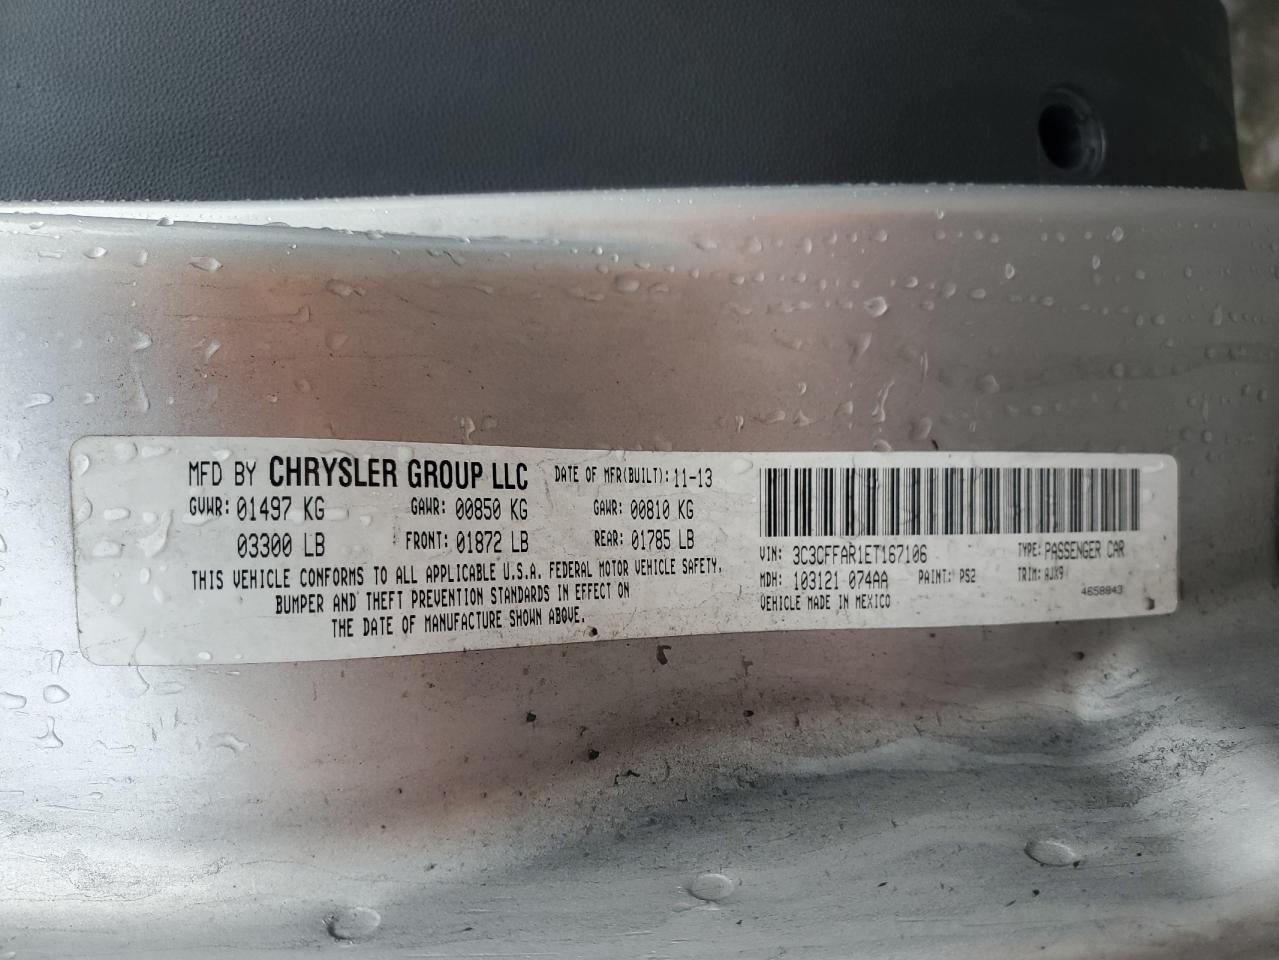 MFD BY CHRYSLER GROUP LLC DATE OF MFR(BUILT): 11-13
GVWR: 01497 KG GAWR: 00850 KG GAWR: 00810 KG
03300 LB FRONT: 01872 LB REAR: 01785 LB
THIS VEHICLE CONFORMS TO ALL APPLICABLE U.S.A. FEDERAL MOTOR VEHICLE SAFETY,
BUMPER AND THEFT PREVENTION STANDARDS IN EFFECT ON
THE DATE OF MANUFACTURE SHOWN ABOVE.
VIN: 3C3CFFAR1ET167106 TYPE: PASSENGER CAR
MDH: 103121 074AA PAINT: PS2 TRIM: AJX9
VEHICLE MADE IN MEXICO 4658843